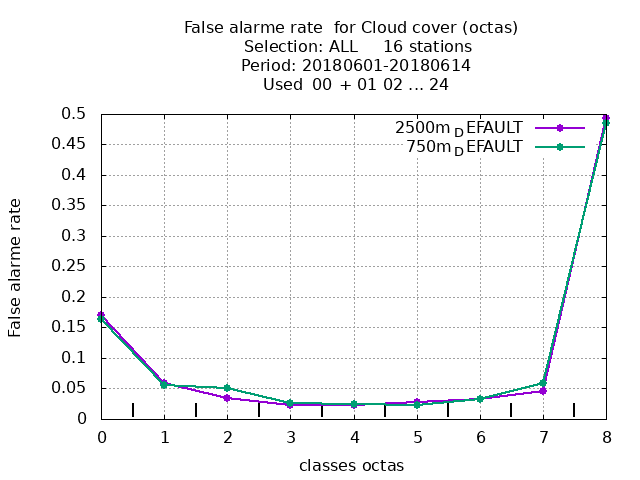 False alarme rate  for Cloud cover (octas)
Selection: ALL     16 stations
Period: 20180601-20180614
Used  00 + 01 02 ... 24
0.5
0.45
0.4
0.35
0.3
0.25
0.2
0.15
0.1
0.05
0
False alarme rate
2500m_DEFAULT
750m_DEFAULT
0 1 2 3 4 5 6 7 8
classes octas